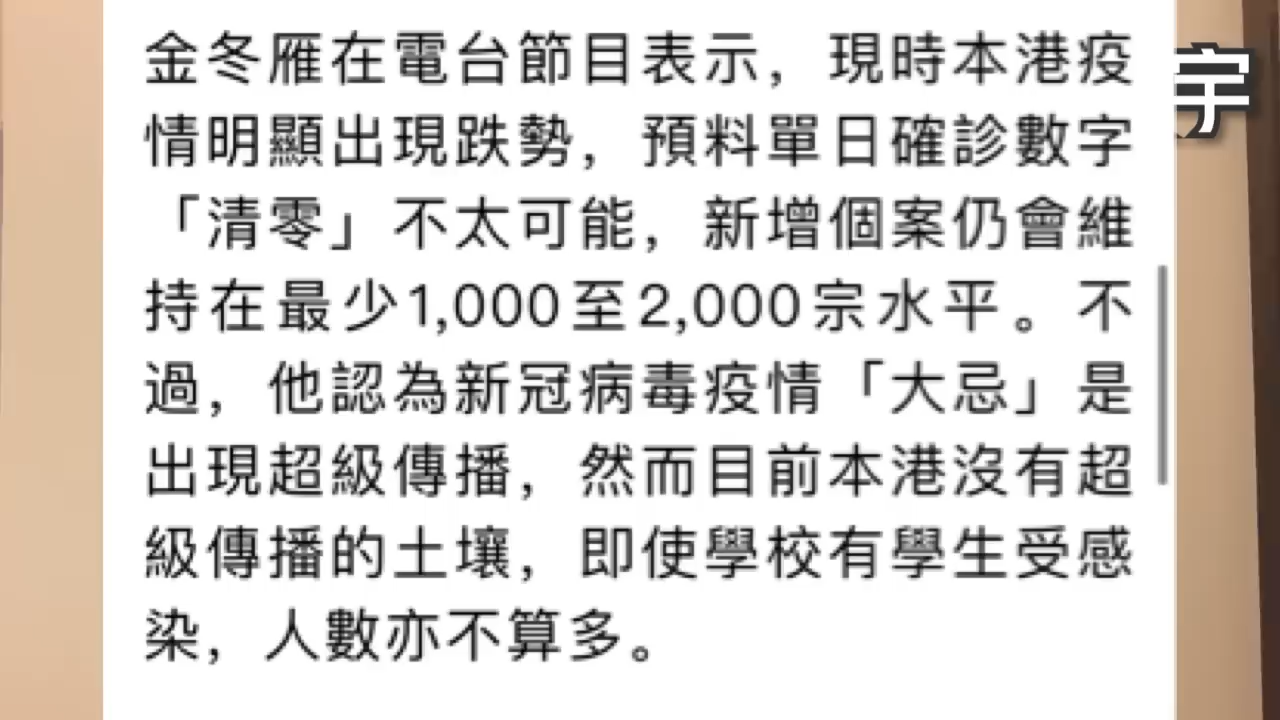 金冬雁在電台節目表示，現時本港疫
情明顯出現跌勢，預料單日確診數字
「清零」不太可能，新增個案仍會維
持在最少1,000至2,000宗水平。不
過，他認為新冠病毒疫情「大忌」是
出現超級傳播，然而目前本港沒有超
級傳播的土壤，即使學校有學生受感
染，人數亦不算多。
宇